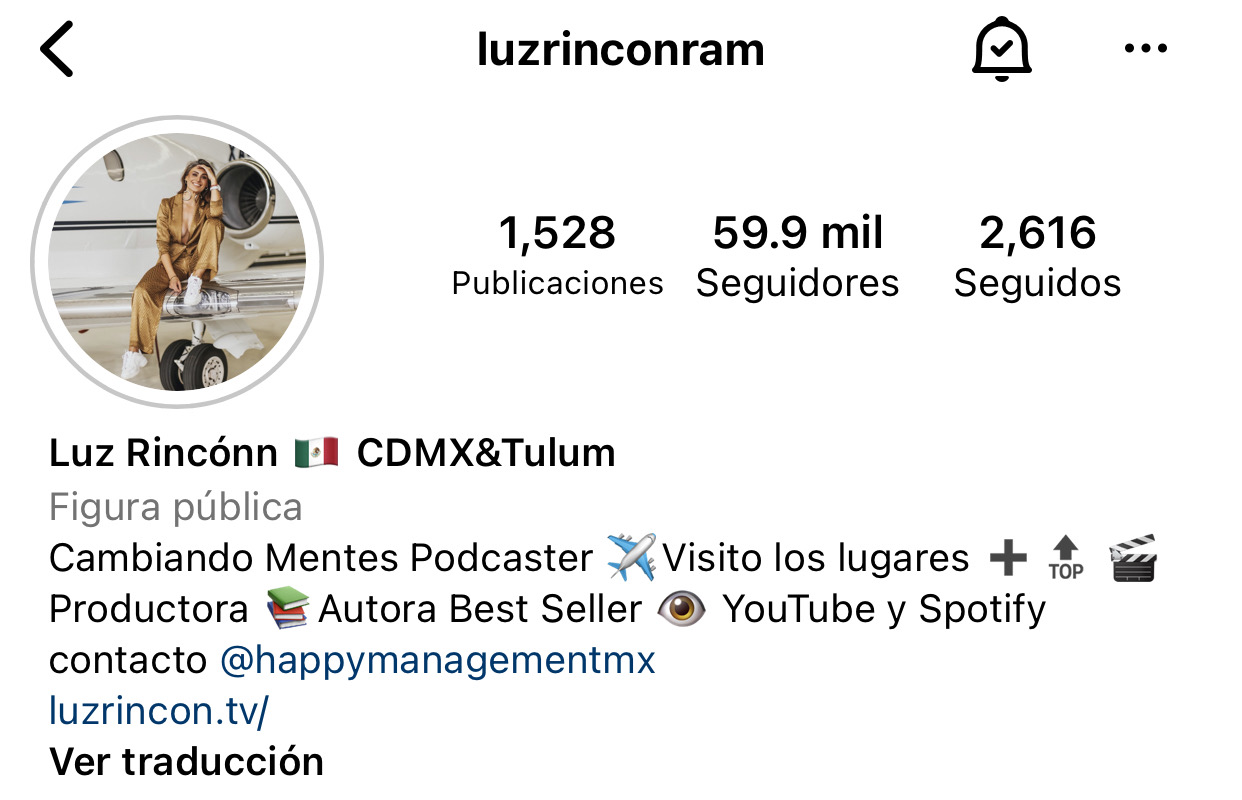 luzrinconram
1,528 59.9 mil 2,616
Publicaciones Seguidores Seguidos
Luz Rincónn 🇲🇽 CDMX&Tulum
Figura pública
Cambiando Mentes Podcaster ✈️Visito los lugares ➕ 🔝 🎬
Productora 📚Autora Best Seller 👁️ YouTube y Spotify
contacto @happymanagementmx
luzrincon.tv/
Ver traducción